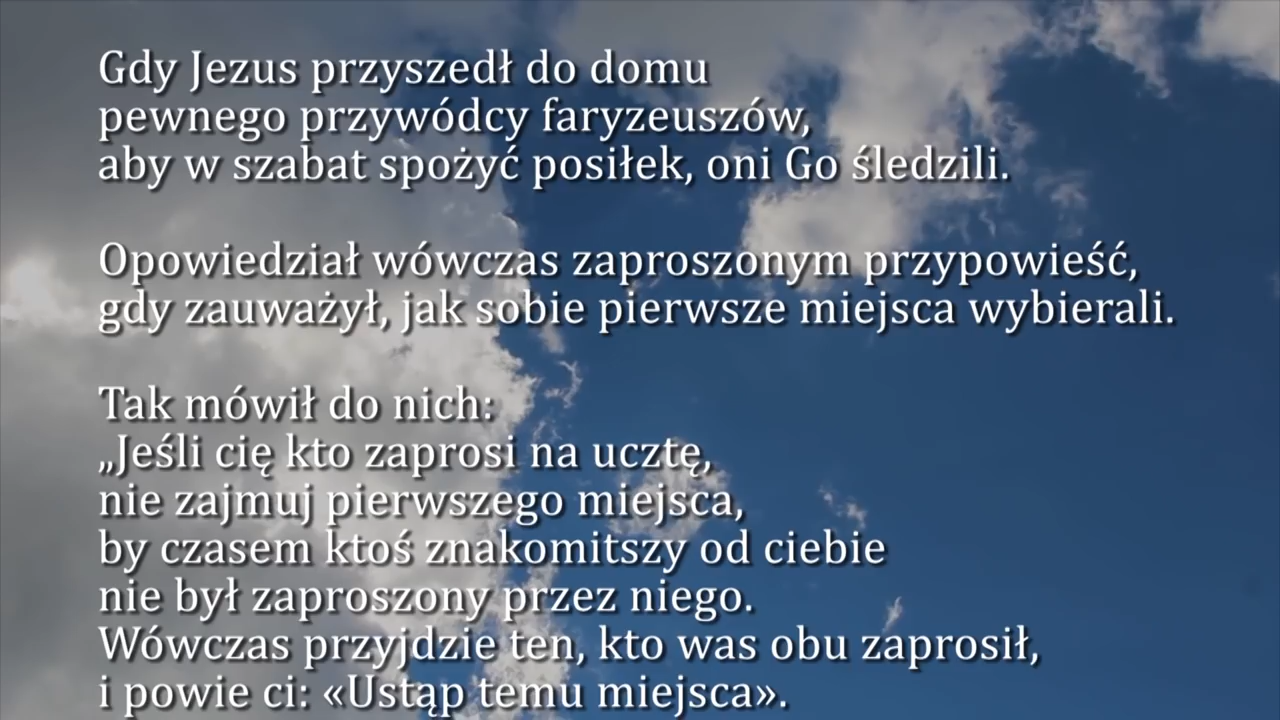 Gdy Jezus przyszedł do domu
pewnego przywódcy faryzeuszów,
aby w szabat spożyć posiłek, oni Go śledzili.
Opowiedział wówczas zaproszonym przypowieść,
gdy zauważył, jak sobie pierwsze miejsca wybierali.
Tak mówił do nich:
„Jeśli cię kto zaprosi na ucztę,
nie zajmuj pierwszego miejsca,
by czasem ktoś znakomitszy od ciebie
nie był zaproszony przez niego.
Wówczas przyjdzie ten, kto was obu zaprosił,
i powie ci: «Ustąp temu miejsca».